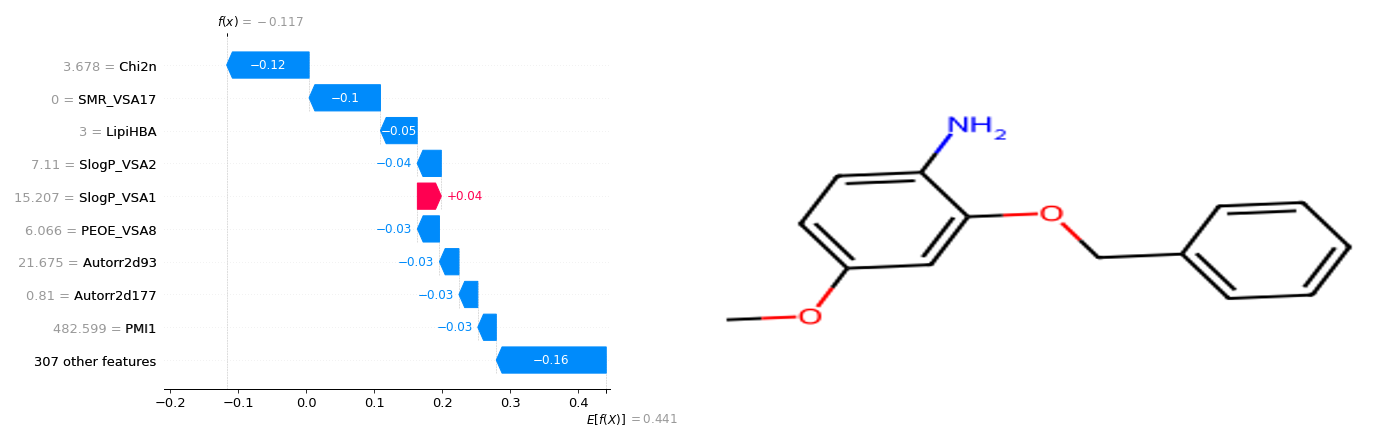 f(x) = −0.117
3.678 = Chi2n
−0.12
0 = SMR_VSA17
−0.1
3 = LipiHBA
−0.05
7.11 = SlogP_VSA2
−0.04
15.207 = SlogP_VSA1
+0.04
6.066 = PEOE_VSA8
−0.03
21.675 = Autorr2d93
−0.03
0.81 = Autorr2d177
−0.03
482.599 = PMI1
−0.03
307 other features
−0.16
−0.2 −0.1 0.0 0.1 0.2 0.3 0.4
E[f(X)] = 0.441
NH2
O
O